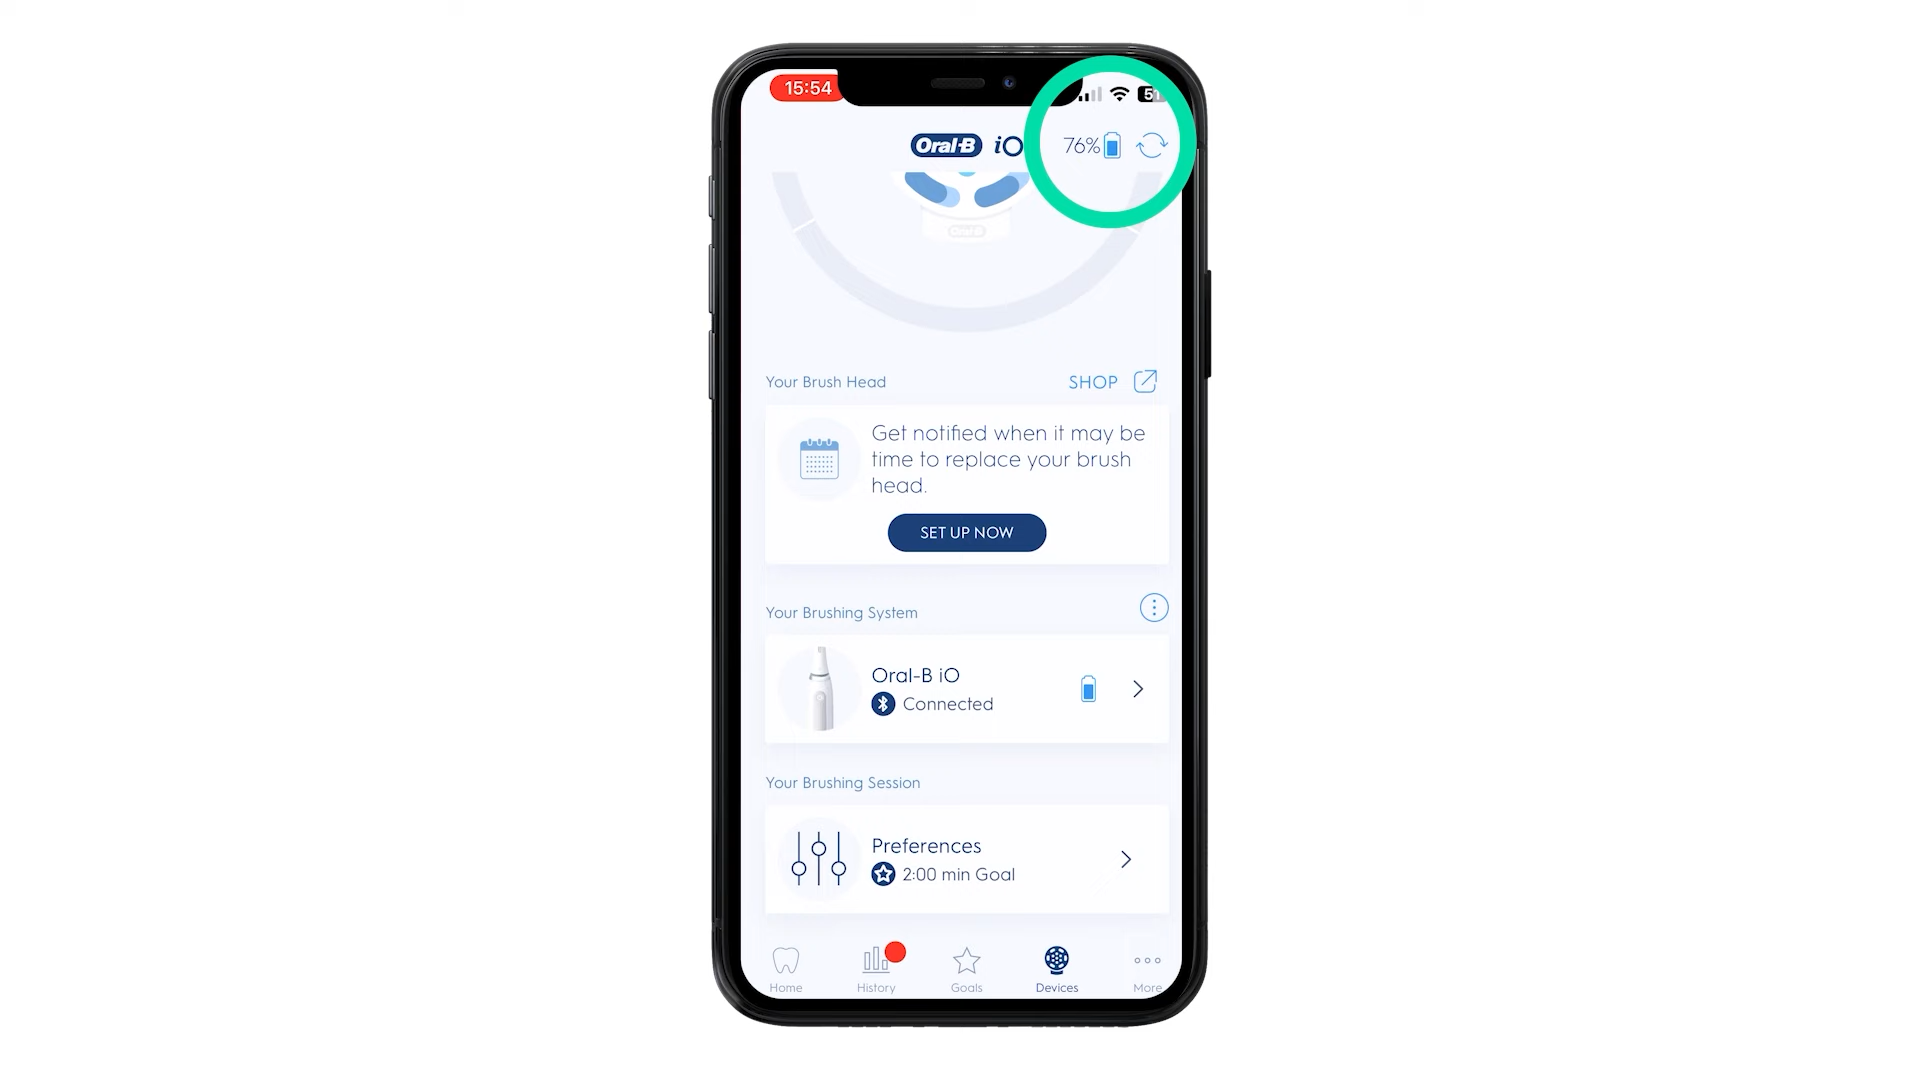 15:54
Oral-B iO 76%
Oral-B
Your Brush Head SHOP
Get notified when it may be
time to replace your brush
head.
SET UP NOW
Your Brushing System
Oral-B iO
Connected
Your Brushing Session
Preferences
2:00 min Goal
Home History Goals Devices More